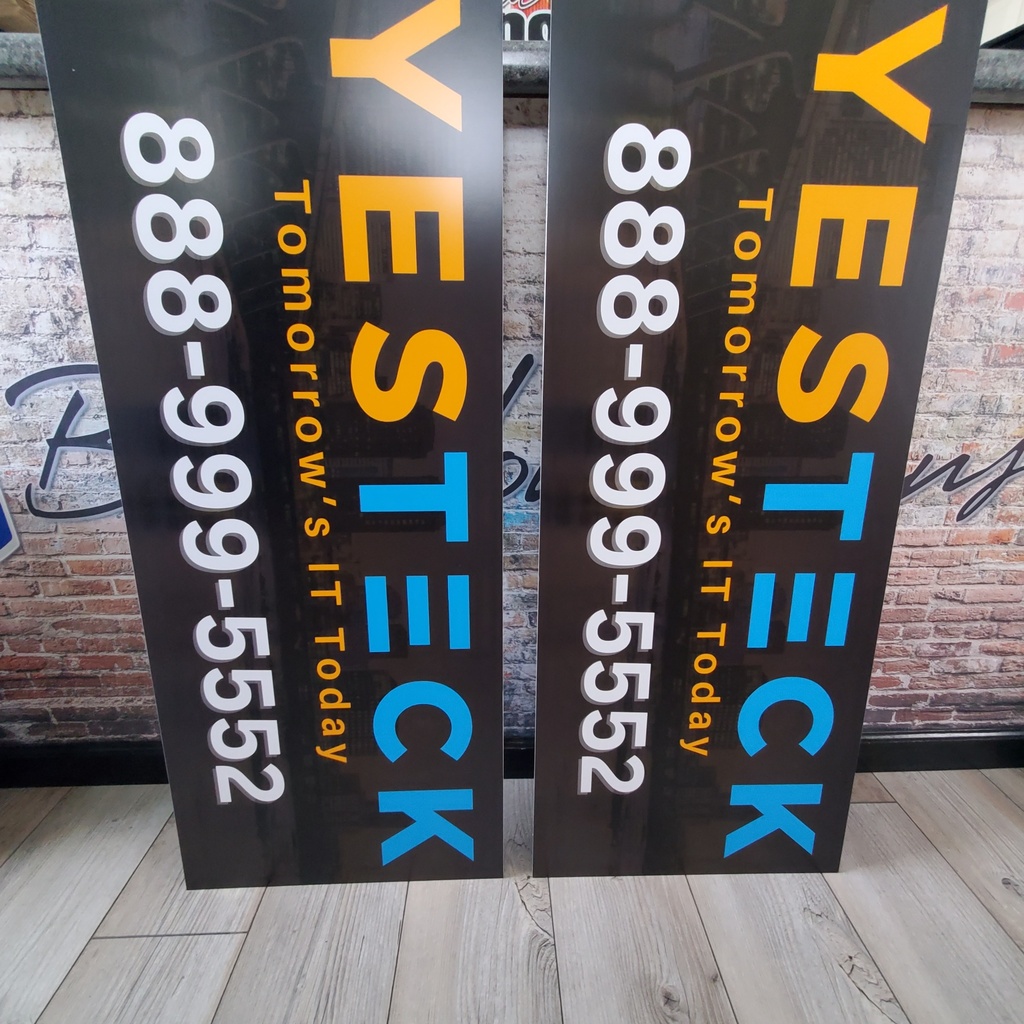 YESTECK
Tomorrow's IT Today
888-999-5552
YESTECK
Tomorrow's IT Today
888-999-5552